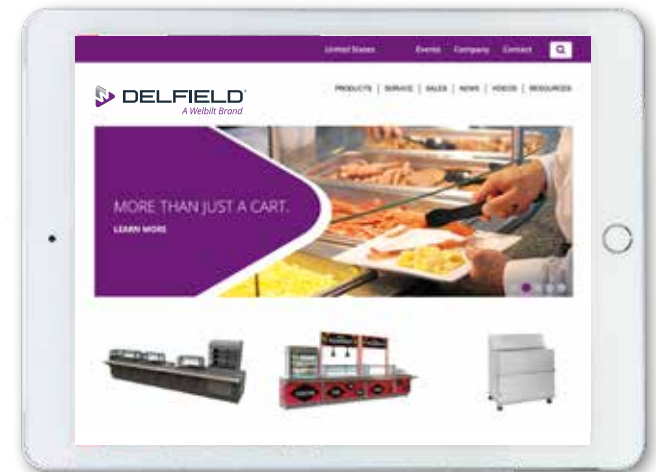 United States Events Company Contact
DELFIELD
A Welbilt Brand
PRODUCTS | SERVICE | SALES | NEWS | VIDEOS | RESOURCES
MORE THAN JUST A CART.
LEARN MORE